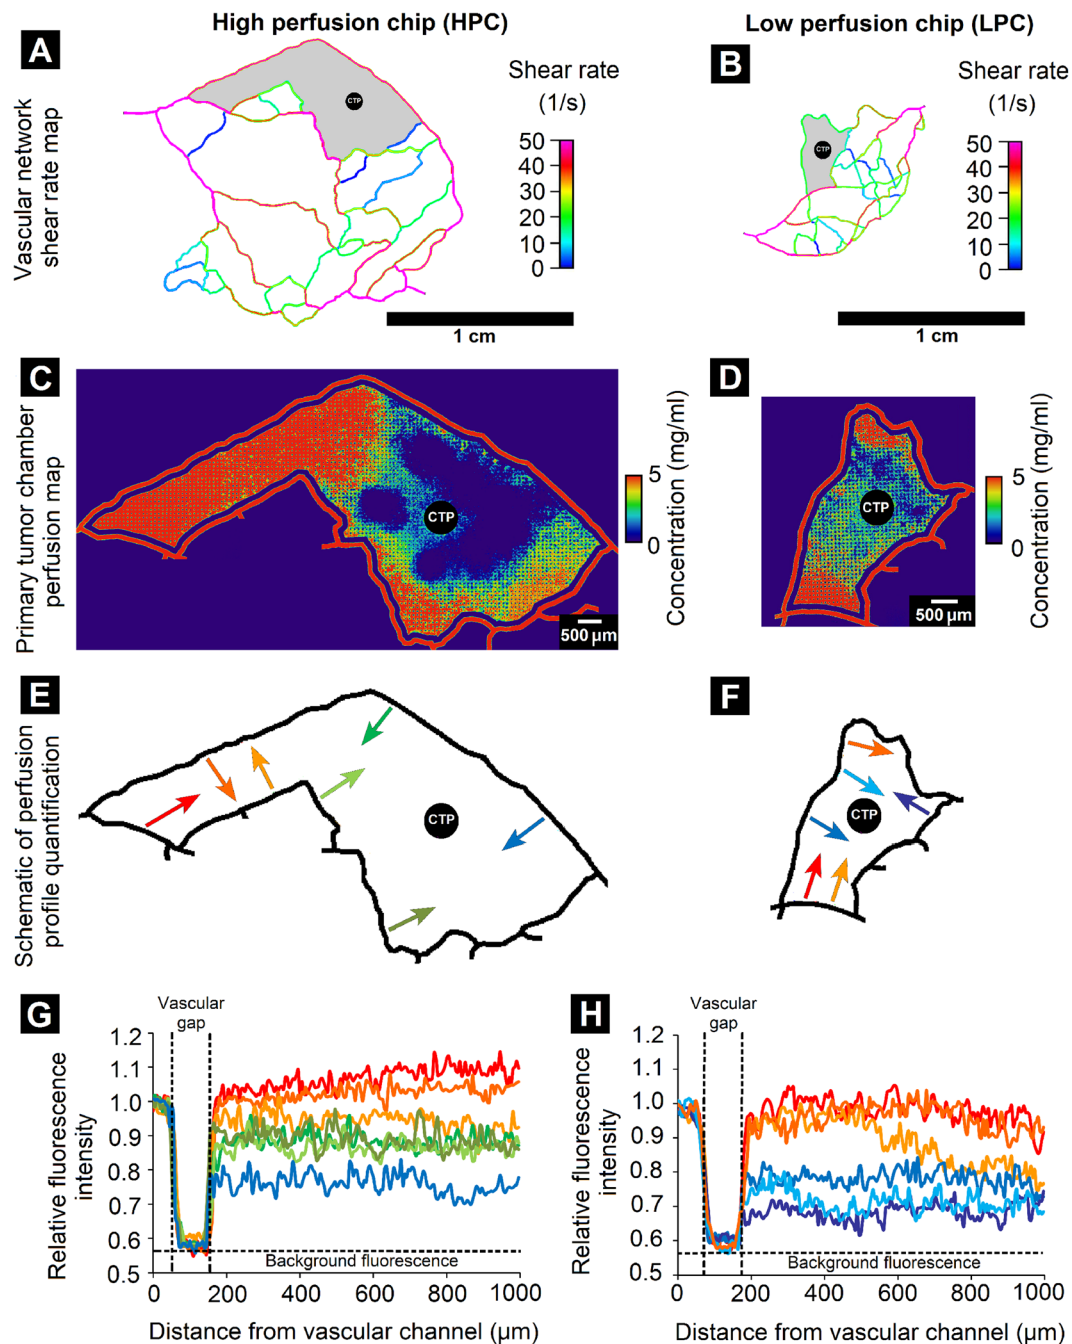 High perfusion chip (HPC)
Low perfusion chip (LPC)
A
B
Vascular network
shear rate map
CTP
Shear rate
(1/s)
50
40
30
20
10
0
1 cm
CTP
Shear rate
(1/s)
50
40
30
20
10
0
1 cm
C
D
Primary tumor chamber
perfusion map
CTP
5
0
Concentration (mg/ml)
500 µm
CTP
5
0
Concentration (mg/ml)
500 µm
E
F
Schematic of perfusion
profile quantification
CTP
CTP
G
Vascular
gap
Relative fluorescence
intensity
1.2
1.1
1.0
0.9
0.8
0.7
0.6
0.5
Background fluorescence
0
200
400
600
800
1000
Distance from vascular channel (µm)
H
Vascular
gap
Relative fluorescence
intensity
1.2
1.1
1.0
0.9
0.8
0.7
0.6
0.5
Background fluorescence
0
200
400
600
800
1000
Distance from vascular channel (µm)